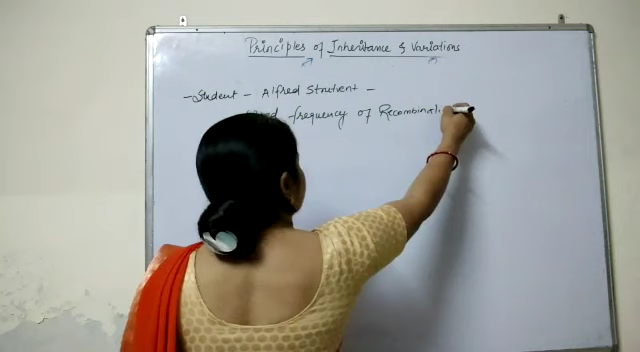 Principles of Inheritance & Variations
- Student - Alfred Strutvent -
frequency of Recombinati